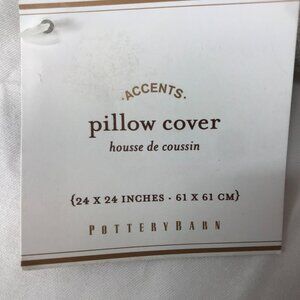 ·ACCENTS·
pillow cover
housse de coussin
{24 X 24 INCHES · 61 X 61 CM}
POTTERYBARN